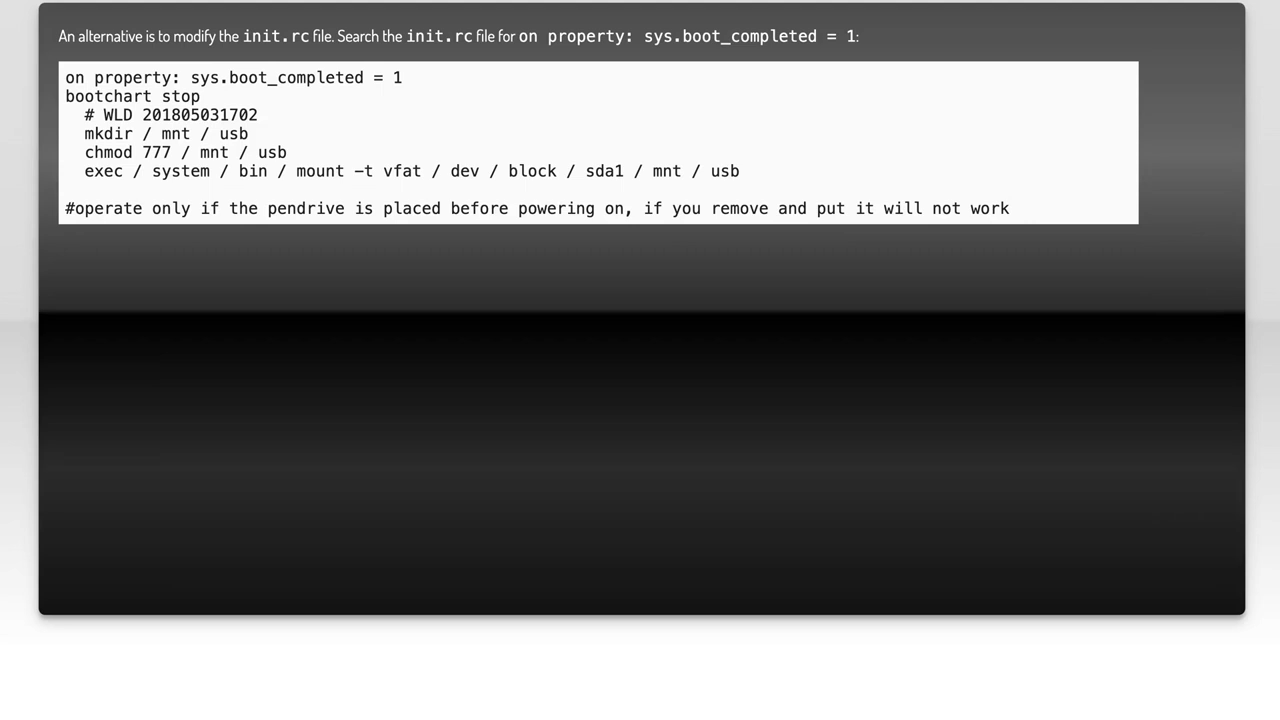 An alternative is to modify the init.rc file. Search the init.rc file for on property: sys.boot_completed = 1:
on property: sys.boot_completed = 1
bootchart stop
# WLD 201805031702
mkdir / mnt / usb
chmod 777 / mnt / usb
exec / system / bin / mount -t vfat / dev / block / sda1 / mnt / usb
#operate only if the pendrive is placed before powering on, if you remove and put it will not work